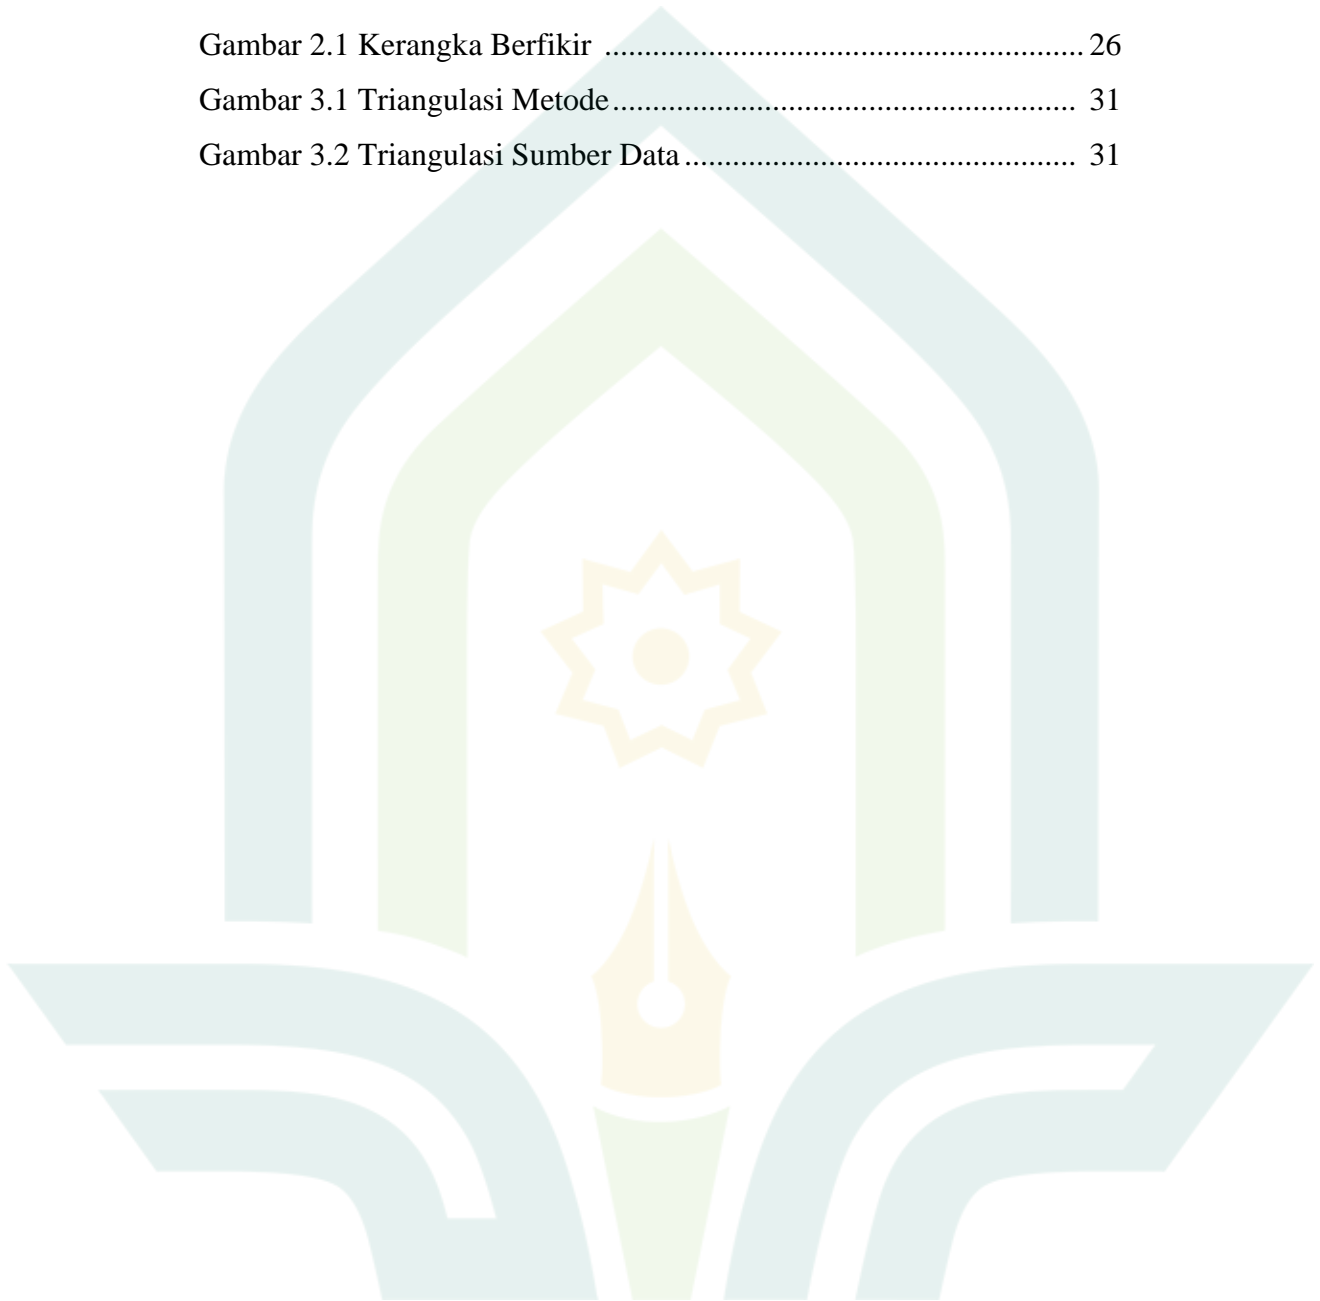 Gambar 2.1 Kerangka Berfikir ............................................................ 26
Gambar 3.1 Triangulasi Metode.......................................................... 31
Gambar 3.2 Triangulasi Sumber Data ................................................. 31